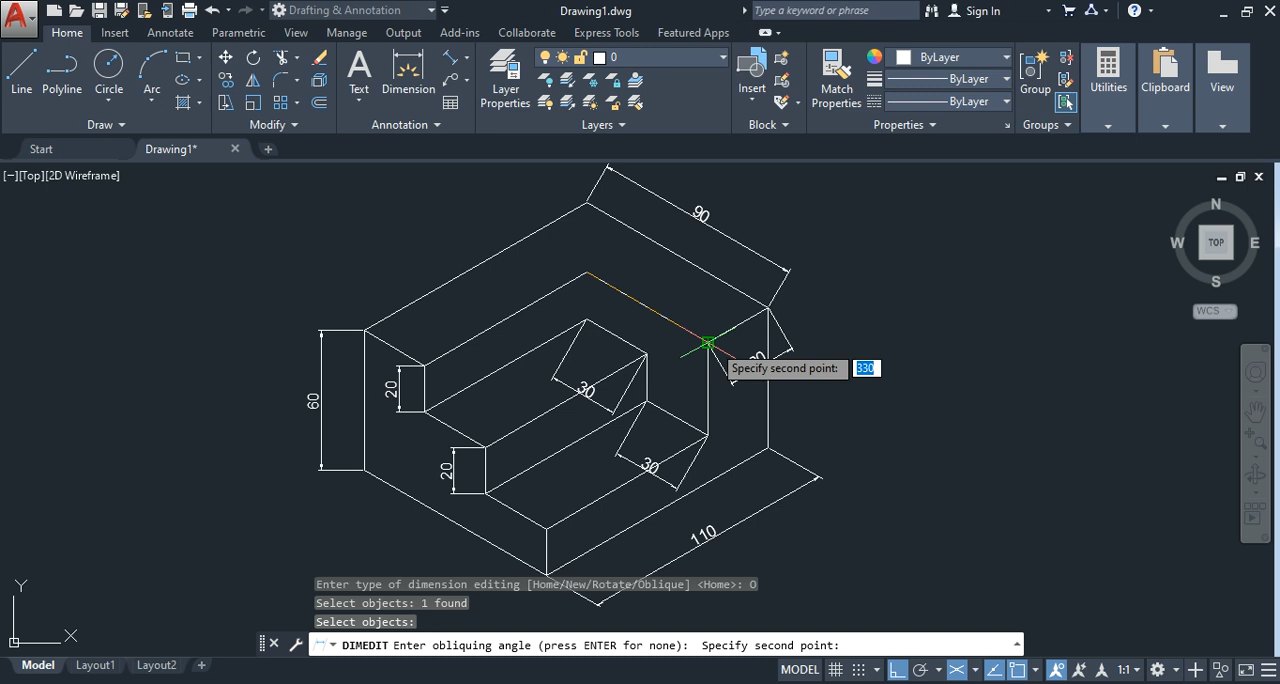 Drafting & Annotation
Drawing1.dwg
Type a keyword or phrase
Sign In
Home
Insert
Annotate
Parametric
View
Manage
Output
Add-ins
Collaborate
Express Tools
Featured Apps
Line
Polyline
Circle
Arc
Text
Dimension
Layer
Properties
0
Insert
Match
Properties
ByLayer
ByLayer
ByLayer
Group
Utilities
Clipboard
View
Draw
Modify
Annotation
Layers
Block
Properties
Groups
Start
Drawing1*
[−][Top][2D Wireframe]
N
W
TOP
E
S
WCS
90
60
20
30
20
30
110
Specify second point:
330
Enter type of dimension editing [Home/New/Rotate/Oblique] <Home>: O
Select objects: 1 found
Select objects:
DIMEDIT Enter obliquing angle (press ENTER for none):  Specify second point:
Y
X
Model
Layout1
Layout2
MODEL
1:1